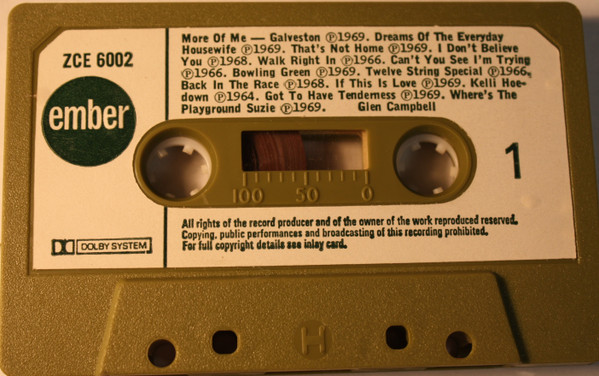 ZCE 6002
ember
More Of Me — Galveston ℗1969. Dreams Of The Everyday
Housewife ℗1969. That's Not Home ℗1969. I Don't Believe
You ℗1968. Walk Right In ℗1966. Can't You See I'm Trying
℗1966. Bowling Green ℗1969. Twelve String Special ℗1966.
Back In The Race ℗1968. If This Is Love ℗1969. Kelli Hoe-
down ℗1964. Got To Have Tenderness ℗1969. Where's The
Playground Suzie ℗1969. Glen Campbell
1
100 50 0
All rights of the record producer and of the owner of the work reproduced reserved.
Copying, public performances and broadcasting of this recording prohibited.
For full copyright details see inlay card.
DOLBY SYSTEM
H